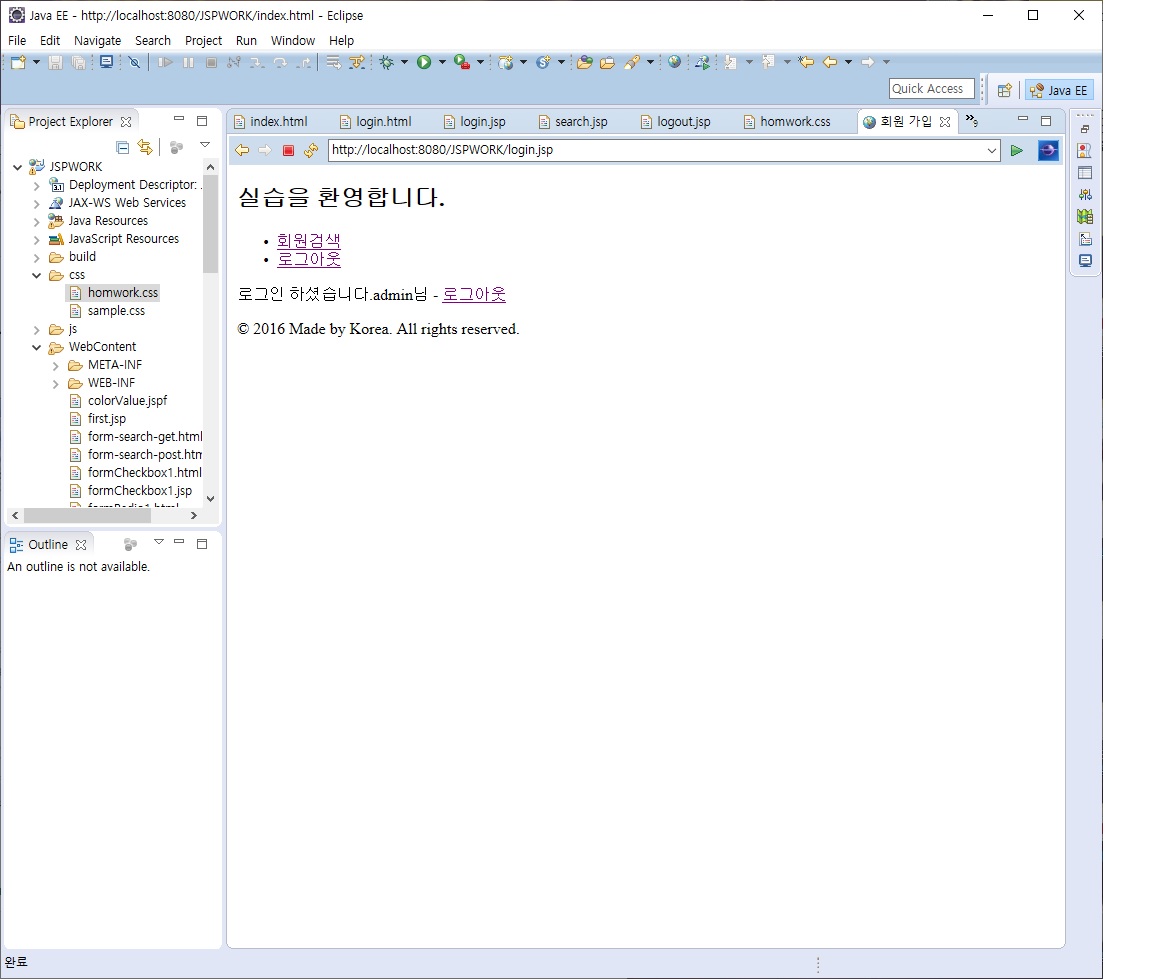 Java EE - http://localhost:8080/JSPWORK/index.html - Eclipse
File Edit Navigate Search Project Run Window Help
Quick Access
Java EE
Project Explorer
index.html login.html login.jsp search.jsp logout.jsp homwork.css 회원 가입 9
http://localhost:8080/JSPWORK/login.jsp
JSPWORK
Deployment Descriptor: .
JAX-WS Web Services
Java Resources
JavaScript Resources
build
css
homwork.css
sample.css
js
WebContent
META-INF
WEB-INF
colorValue.jspf
first.jsp
form-search-get.html
form-search-post.htm
formCheckbox1.html
formCheckbox1.jsp
formRadio1.html
실습을 환영합니다.
• 회원검색
• 로그아웃
로그인 하셨습니다.admin님 - 로그아웃
© 2016 Made by Korea. All rights reserved.
Outline
An outline is not available.
완료